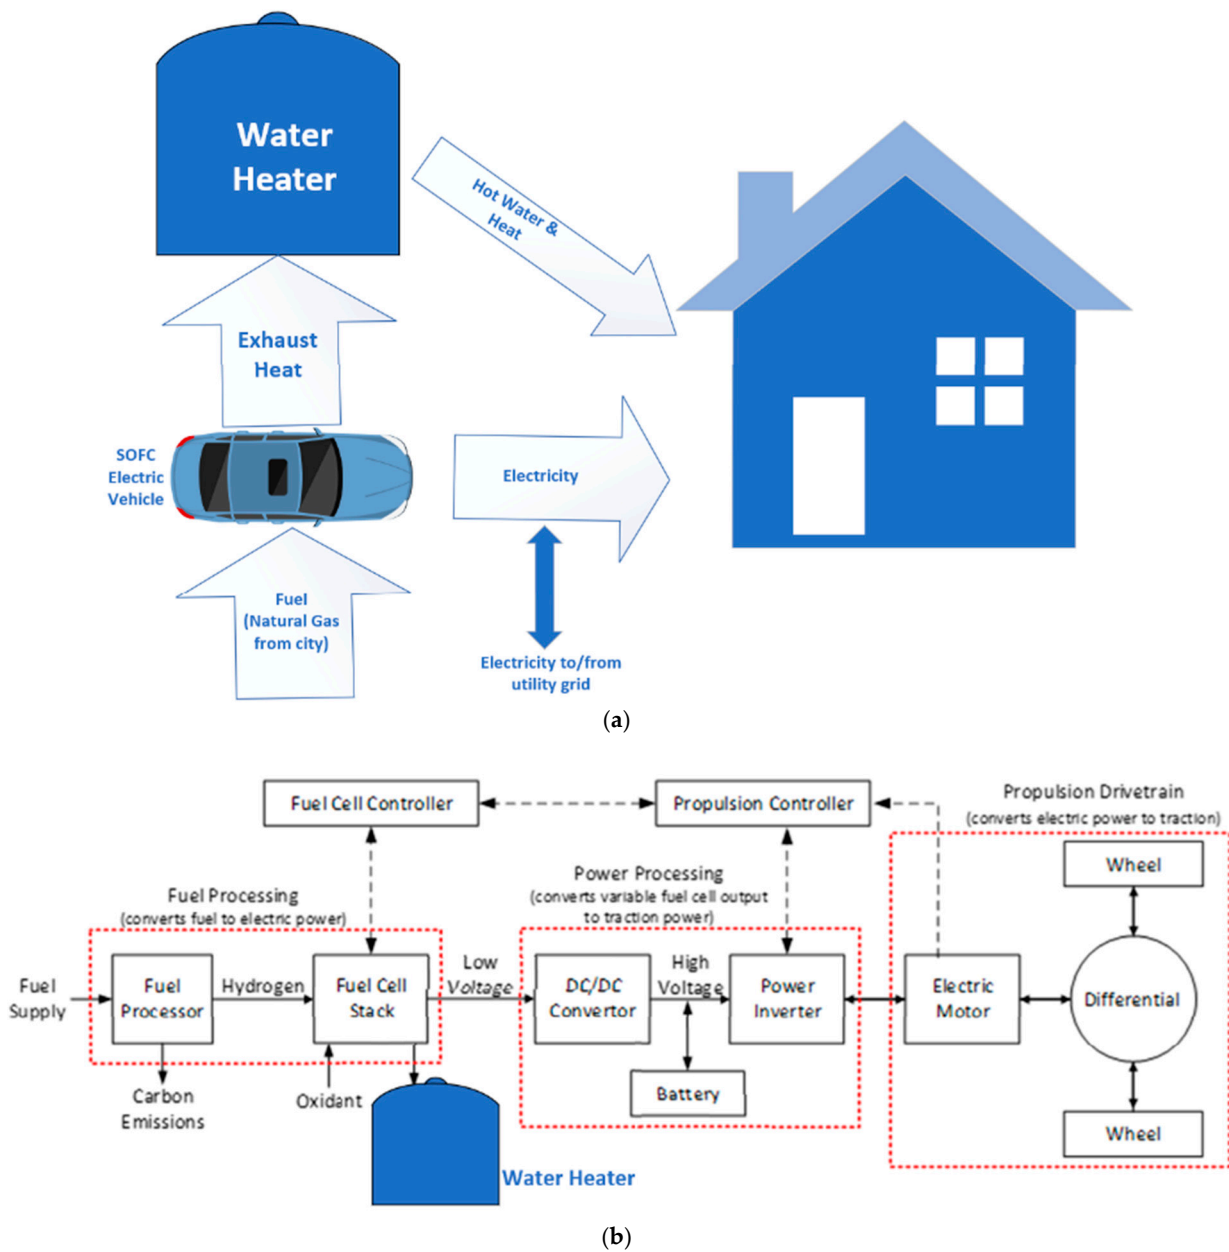 Water
Heater
Hot Water &
Heat
Exhaust
Heat
SOFC
Electric
Vehicle
Electricity
Fuel
(Natural Gas
from city)
Electricity to/from
utility grid
(a)
Fuel Cell Controller
Propulsion Controller
Propulsion Drivetrain
(converts electric power to traction)
Fuel Processing
(converts fuel to electric power)
Power Processing
(converts variable fuel cell output
to traction power)
Wheel
Fuel
Supply
Fuel
Processor
Hydrogen
Fuel Cell
Stack
Low
Voltage
DC/DC
Convertor
High
Voltage
Power
Inverter
Electric
Motor
Differential
Carbon
Emissions
Oxidant
Battery
Wheel
Water Heater
(b)